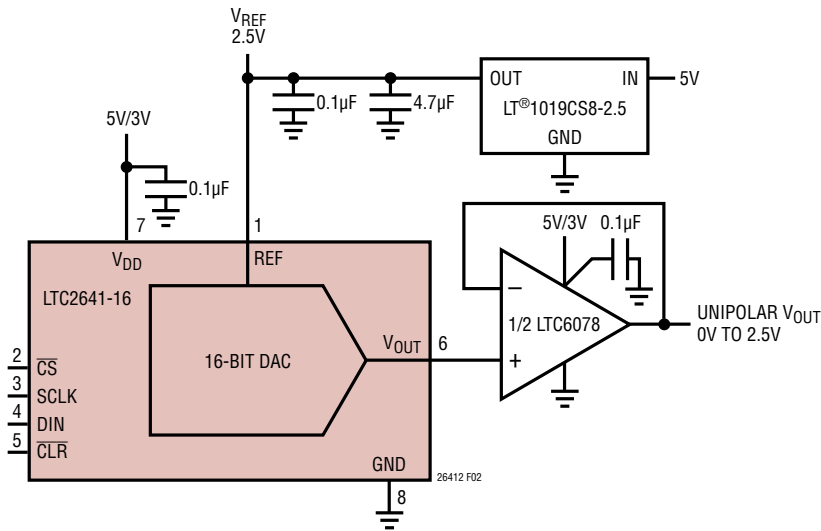 VREF
2.5V
OUT
IN
5V
0.1µF
4.7µF
LT®1019CS8-2.5
GND
5V/3V
0.1µF
7
1
5V/3V
0.1µF
VDD
REF
LTC2641-16
–
1/2 LTC6078
UNIPOLAR VOUT
0V TO 2.5V
VOUT
6
16-BIT DAC
+
2
CS
3
SCLK
4
DIN
5
CLR
GND
26412 F02
8